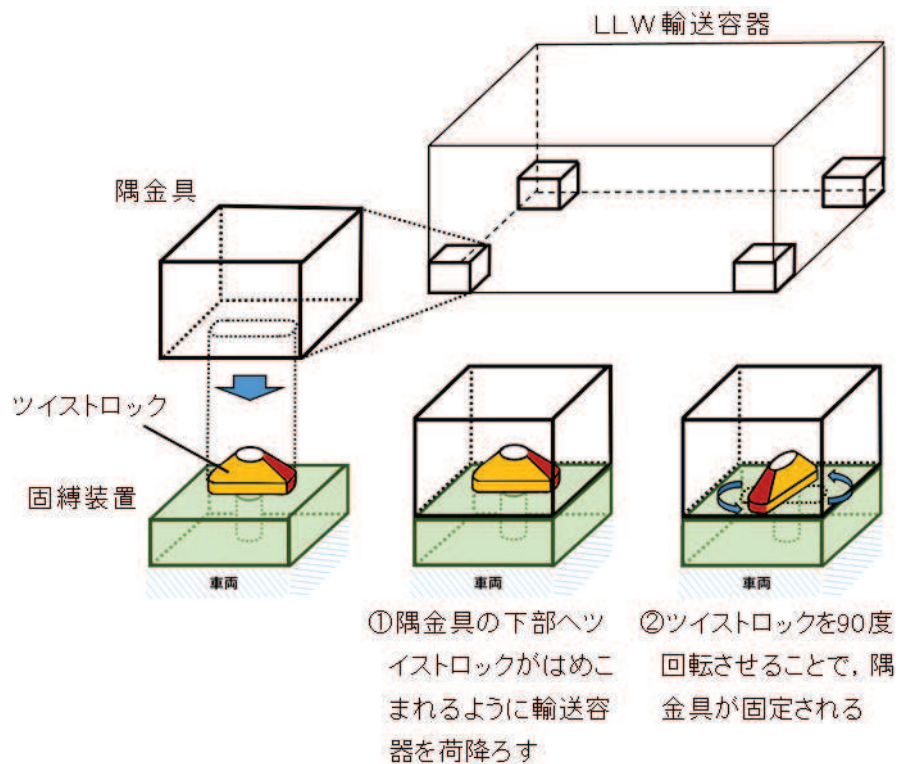 LLW輸送容器
隅金具
ツイストロック
固縛装置
車両
車両
車両
①隅金具の下部へツ
イストロックがはめこ
まれるように輸送容
器を荷降ろす
②ツイストロックを90度
回転させることで，隅
金具が固定される